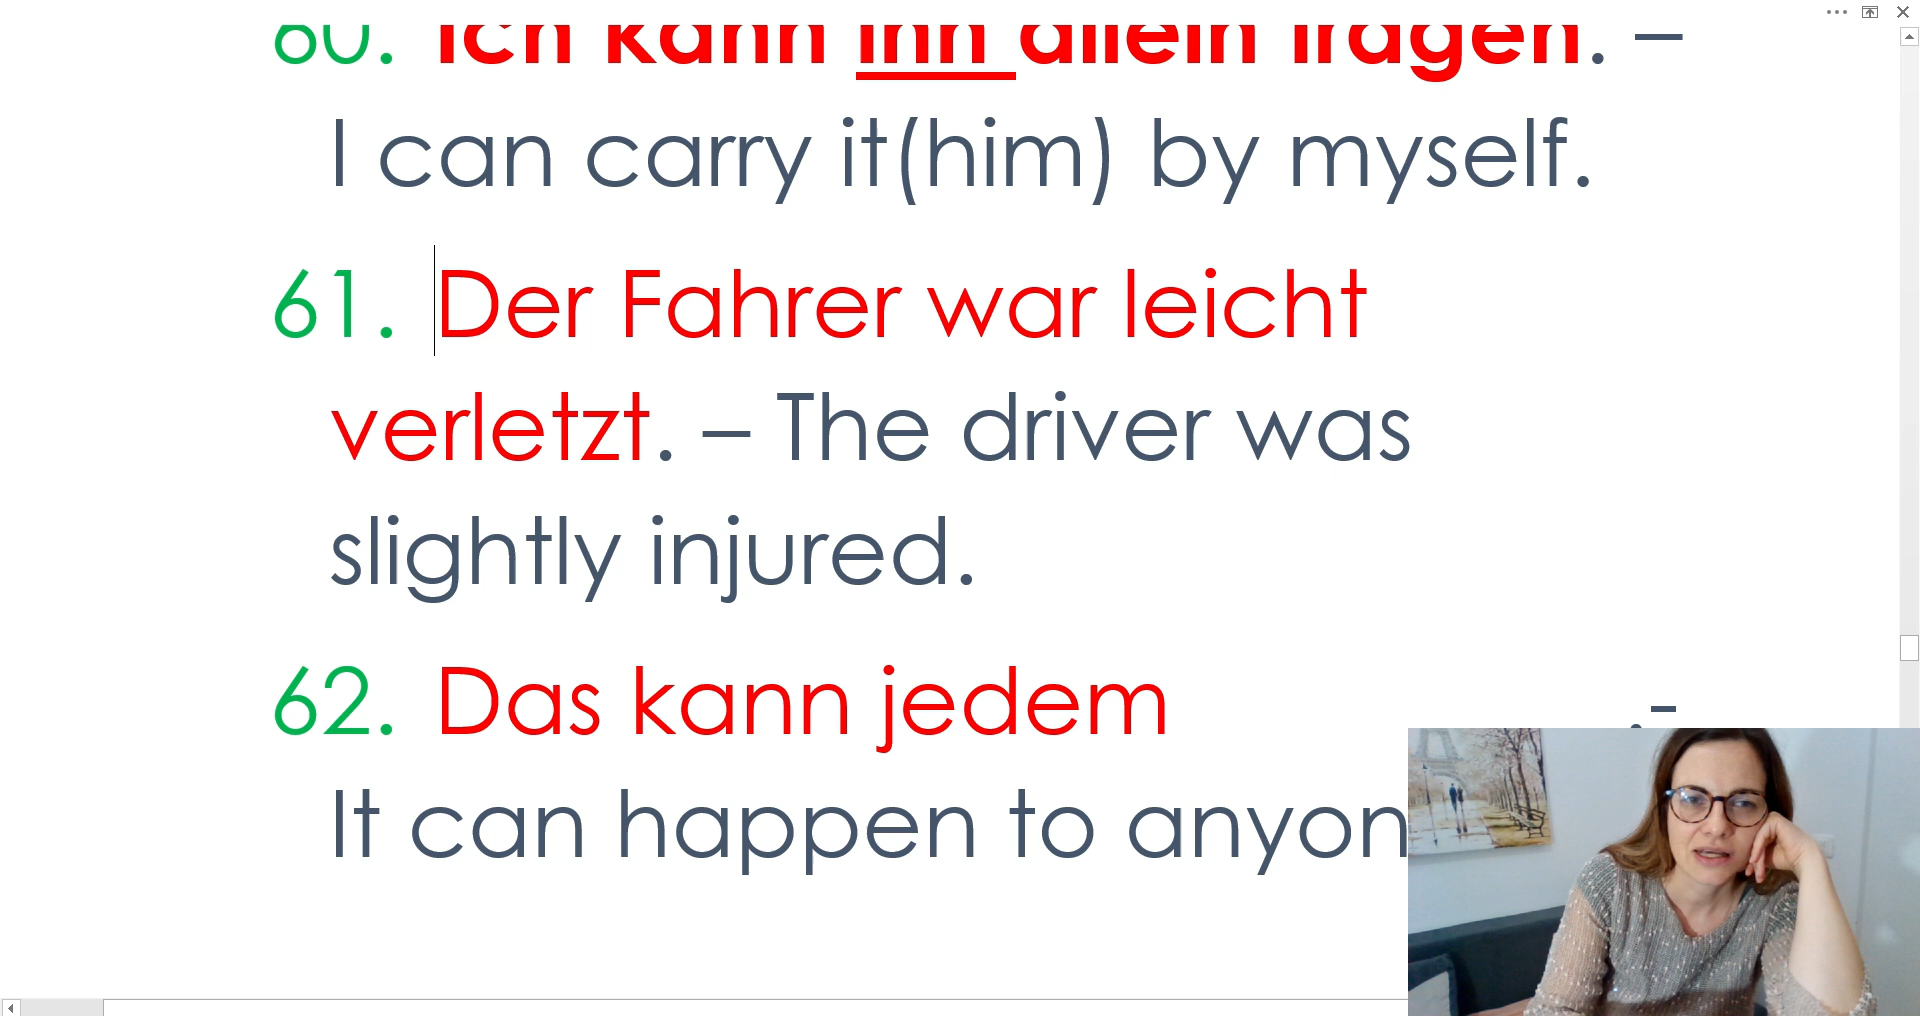 60. Ich kann ihn allein tragen. –
I can carry it(him) by myself.
61. Der Fahrer war leicht
verletzt. – The driver was
slightly injured.
62. Das kann jedem .-
It can happen to anyon